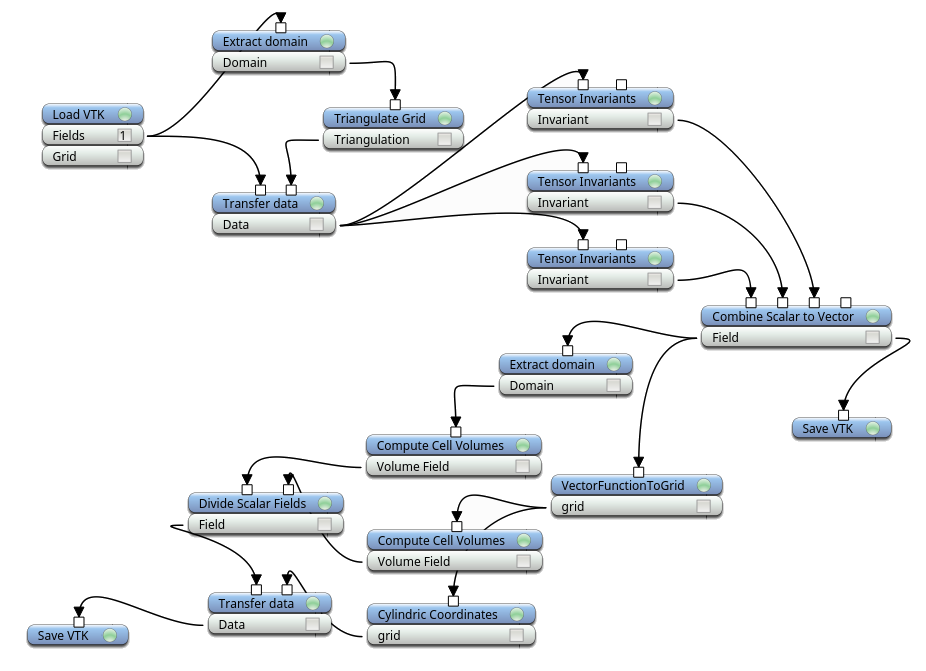 Extract domain
Domain
Load VTK
Fields 1
Grid
Triangulate Grid
Triangulation
Transfer data
Data
Tensor Invariants
Invariant
Tensor Invariants
Invariant
Tensor Invariants
Invariant
Combine Scalar to Vector
Field
Extract domain
Domain
Save VTK
Compute Cell Volumes
Volume Field
VectorFunctionToGrid
grid
Divide Scalar Fields
Field
Compute Cell Volumes
Volume Field
Transfer data
Data
Cylindric Coordinates
grid
Save VTK